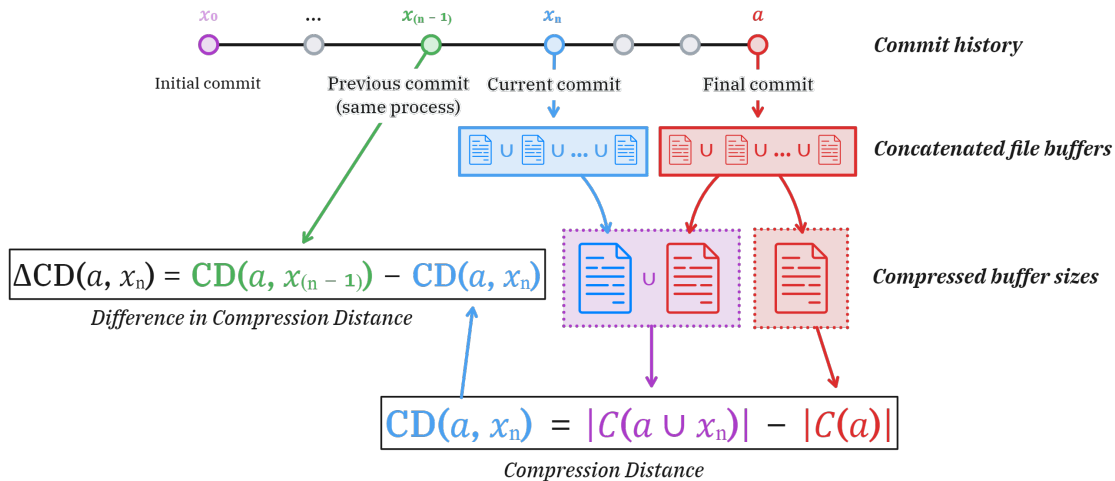 x₀ ... x₍ₙ ₋ ₁₎ xₙ a
Commit history
Initial commit
Previous commit
(same process)
Current commit
Final commit
∪ ∪ ... ∪
∪ ∪ ... ∪
Concatenated file buffers
∪
Compressed buffer sizes
ΔCD(a, xₙ) = CD(a, x₍ₙ ₋ ₁₎) − CD(a, xₙ)
Difference in Compression Distance
CD(a, xₙ) = |C(a ∪ xₙ)| − |C(a)|
Compression Distance